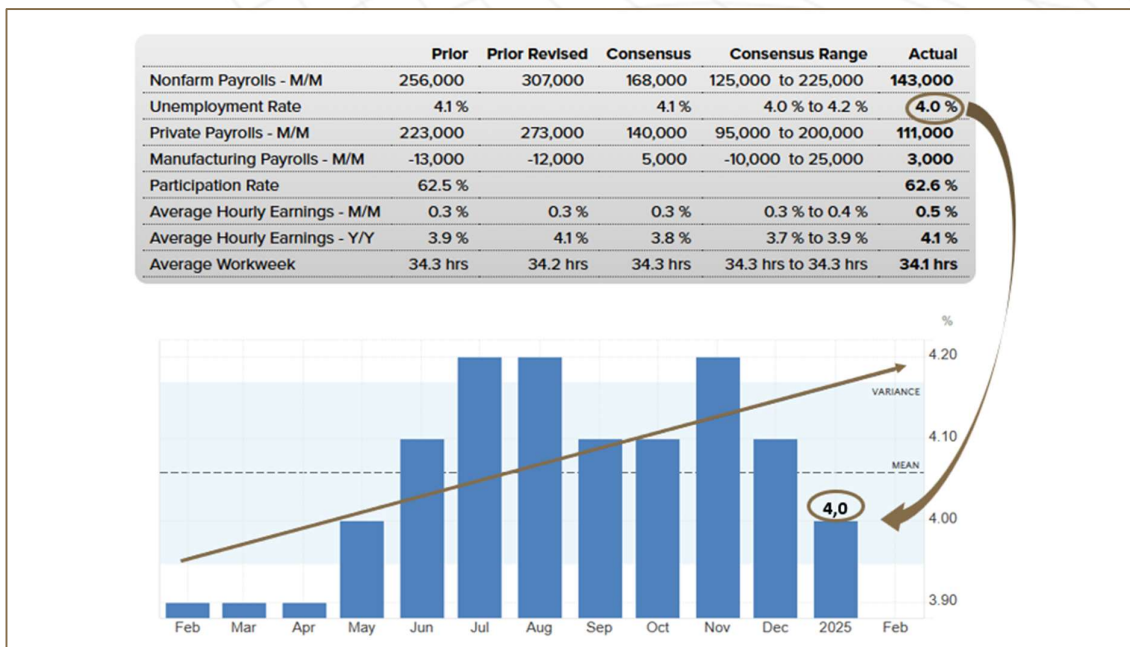 Prior Prior Revised Consensus Consensus Range Actual
Nonfarm Payrolls - M/M 256,000 307,000 168,000 125,000 to 225,000 143,000
Unemployment Rate 4.1 % 4.1 % 4.0 % to 4.2 % 4.0 %
Private Payrolls - M/M 223,000 273,000 140,000 95,000 to 200,000 111,000
Manufacturing Payrolls - M/M -13,000 -12,000 5,000 -10,000 to 25,000 3,000
Participation Rate 62.5 % 62.6 %
Average Hourly Earnings - M/M 0.3 % 0.3 % 0.3 % 0.3 % to 0.4 % 0.5 %
Average Hourly Earnings - Y/Y 3.9 % 4.1 % 3.8 % 3.7 % to 3.9 % 4.1 %
Average Workweek 34.3 hrs 34.2 hrs 34.3 hrs 34.3 hrs to 34.3 hrs 34.1 hrs
%
4.20
VARIANCE
4.10
MEAN
4,0
4.00
3.90
Feb Mar Apr May Jun Jul Aug Sep Oct Nov Dec 2025 Feb